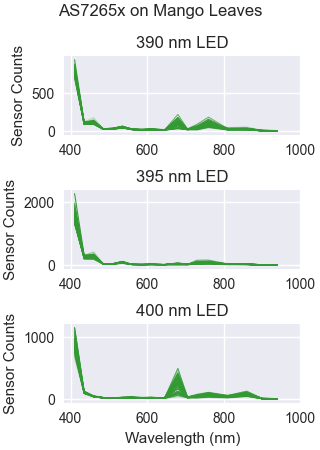 AS7265x on Mango Leaves
390 nm LED
Sensor Counts
500
0
400 600 800 1000
395 nm LED
Sensor Counts
2000
0
400 600 800 1000
400 nm LED
Sensor Counts
1000
0
400 600 800 1000
Wavelength (nm)